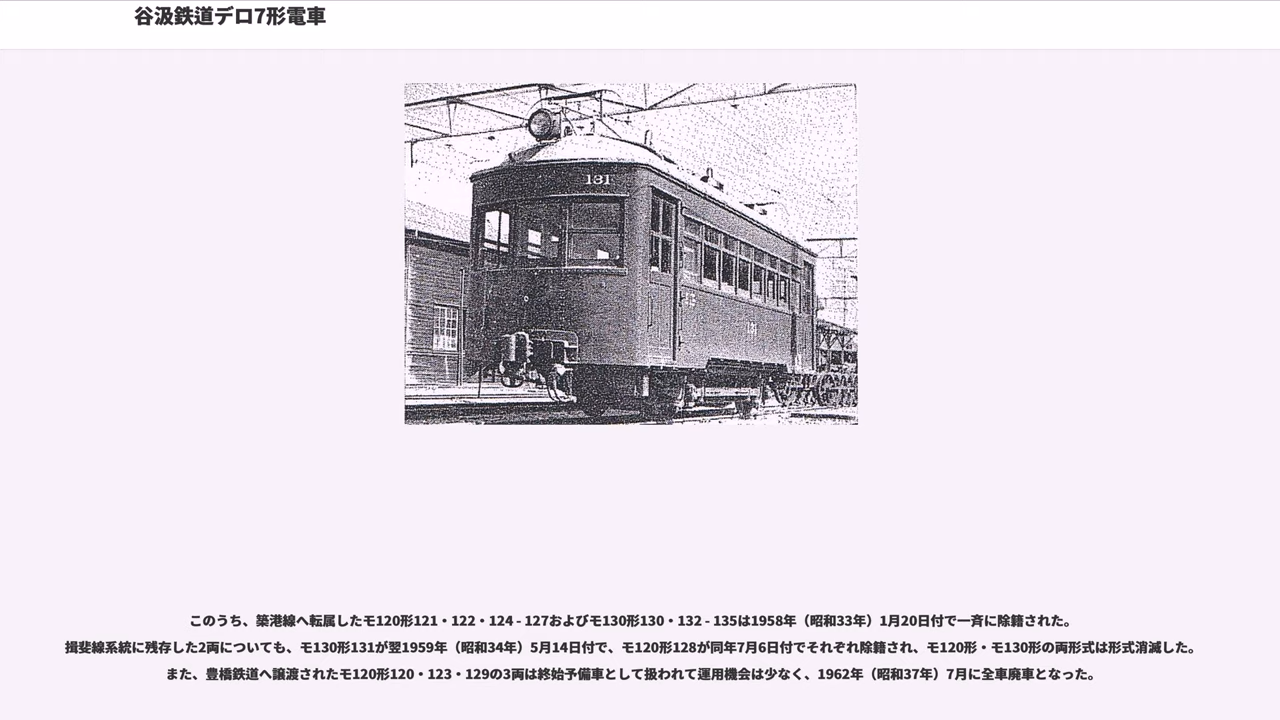 谷汲鉄道デロ7形電車
131
131
このうち、築港線へ転属したモ120形121・122・124 - 127およびモ130形130・132 - 135は1958年（昭和33年）1月20日付で一斉に除籍された。
揖斐線系統に残存した2両についても、モ130形131が翌1959年（昭和34年）5月14日付で、モ120形128が同年7月6日付でそれぞれ除籍され、モ120形・モ130形の両形式は形式消滅した。
また、豊橋鉄道へ譲渡されたモ120形120・123・129の3両は終始予備車として扱われて運用機会は少なく、1962年（昭和37年）7月に全車廃車となった。